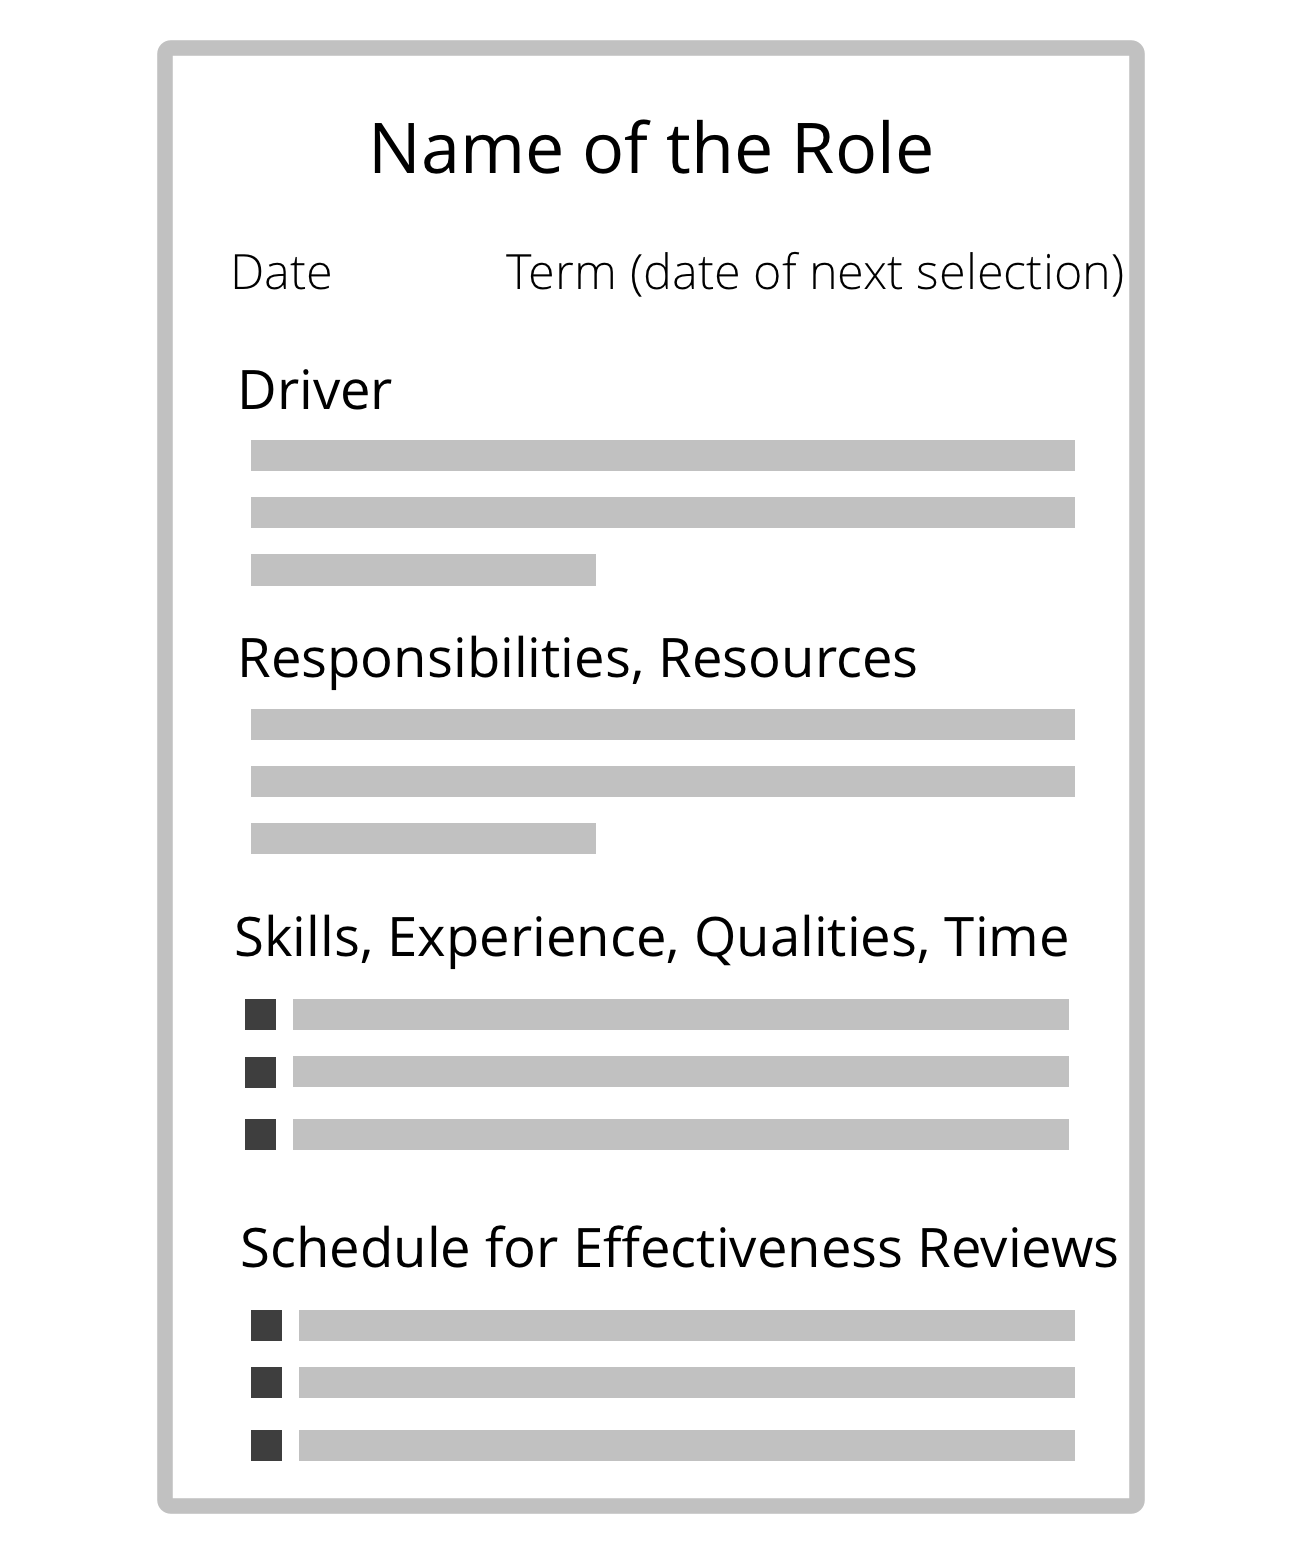 Name of the Role
Date Term (date of next selection)
Driver
Responsibilities, Resources
Skills, Experience, Qualities, Time
Schedule for Effectiveness Reviews